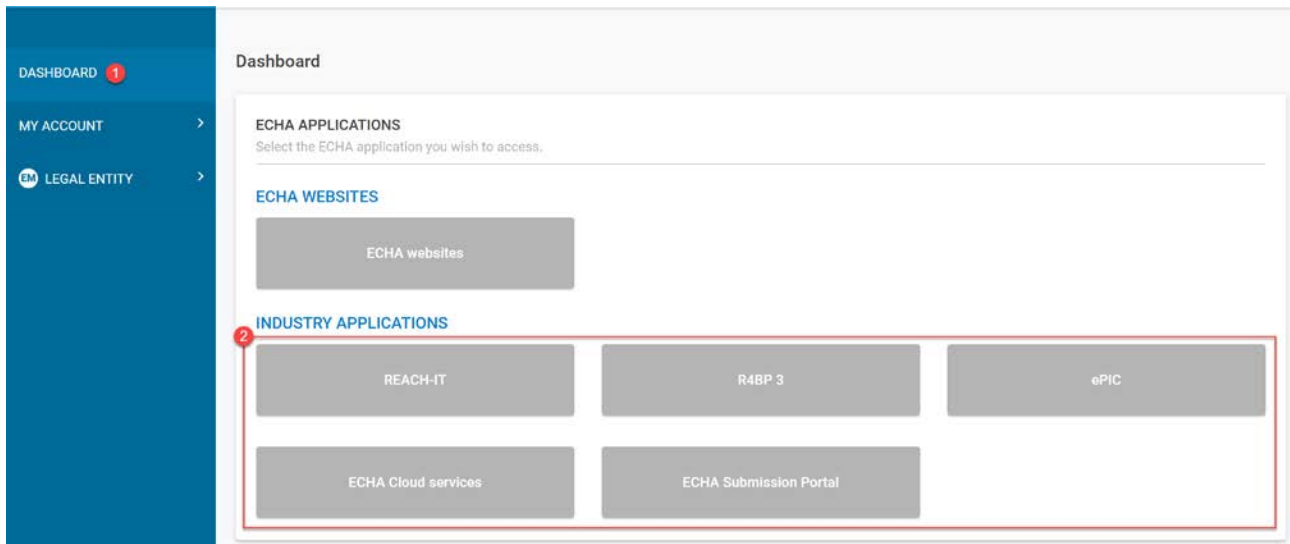 DASHBOARD 1
MY ACCOUNT
EM LEGAL ENTITY
Dashboard
ECHA APPLICATIONS
Select the ECHA application you wish to access.
ECHA WEBSITES
ECHA websites
INDUSTRY APPLICATIONS
2
REACH-IT
R4BP 3
ePIC
ECHA Cloud services
ECHA Submission Portal